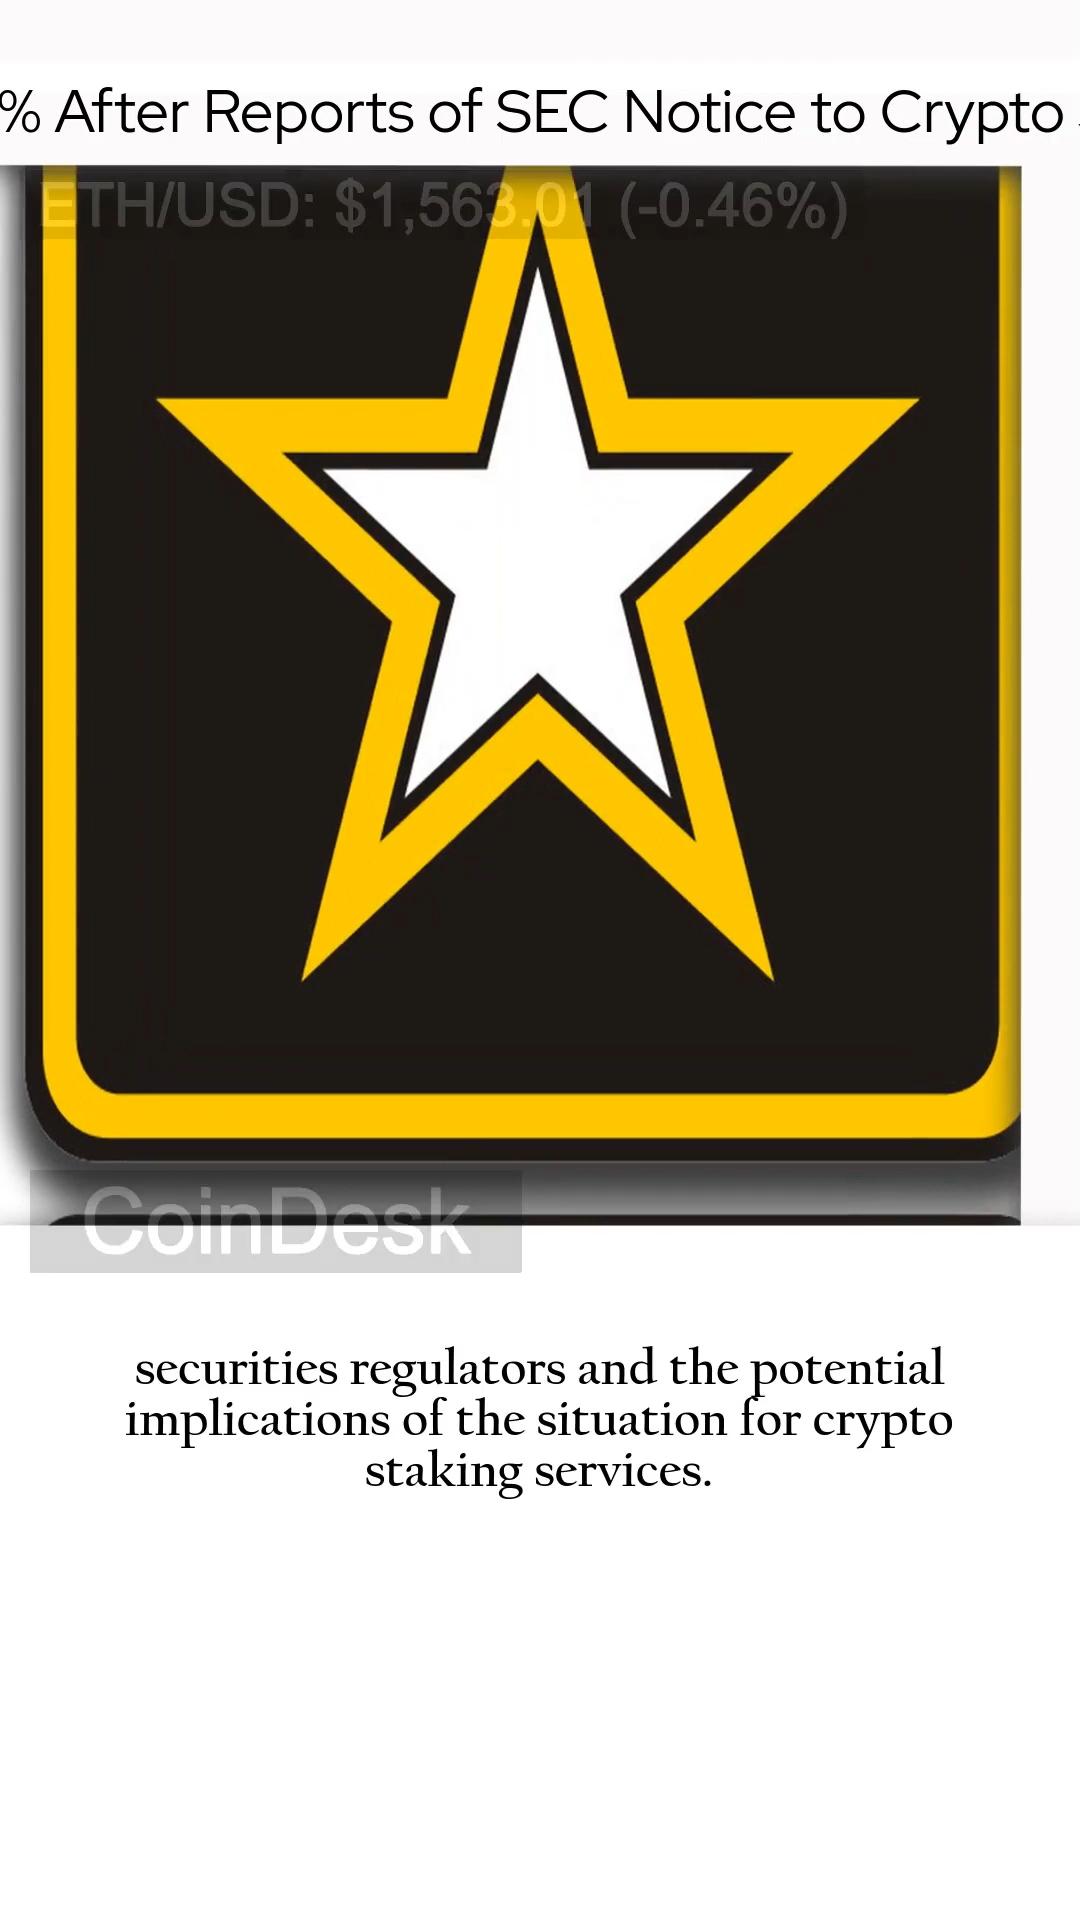 % After Reports of SEC Notice to Crypto
ETH/USD: $1,563.01 (-0.46%)
CoinDesk
securities regulators and the potential
implications of the situation for crypto
staking services.